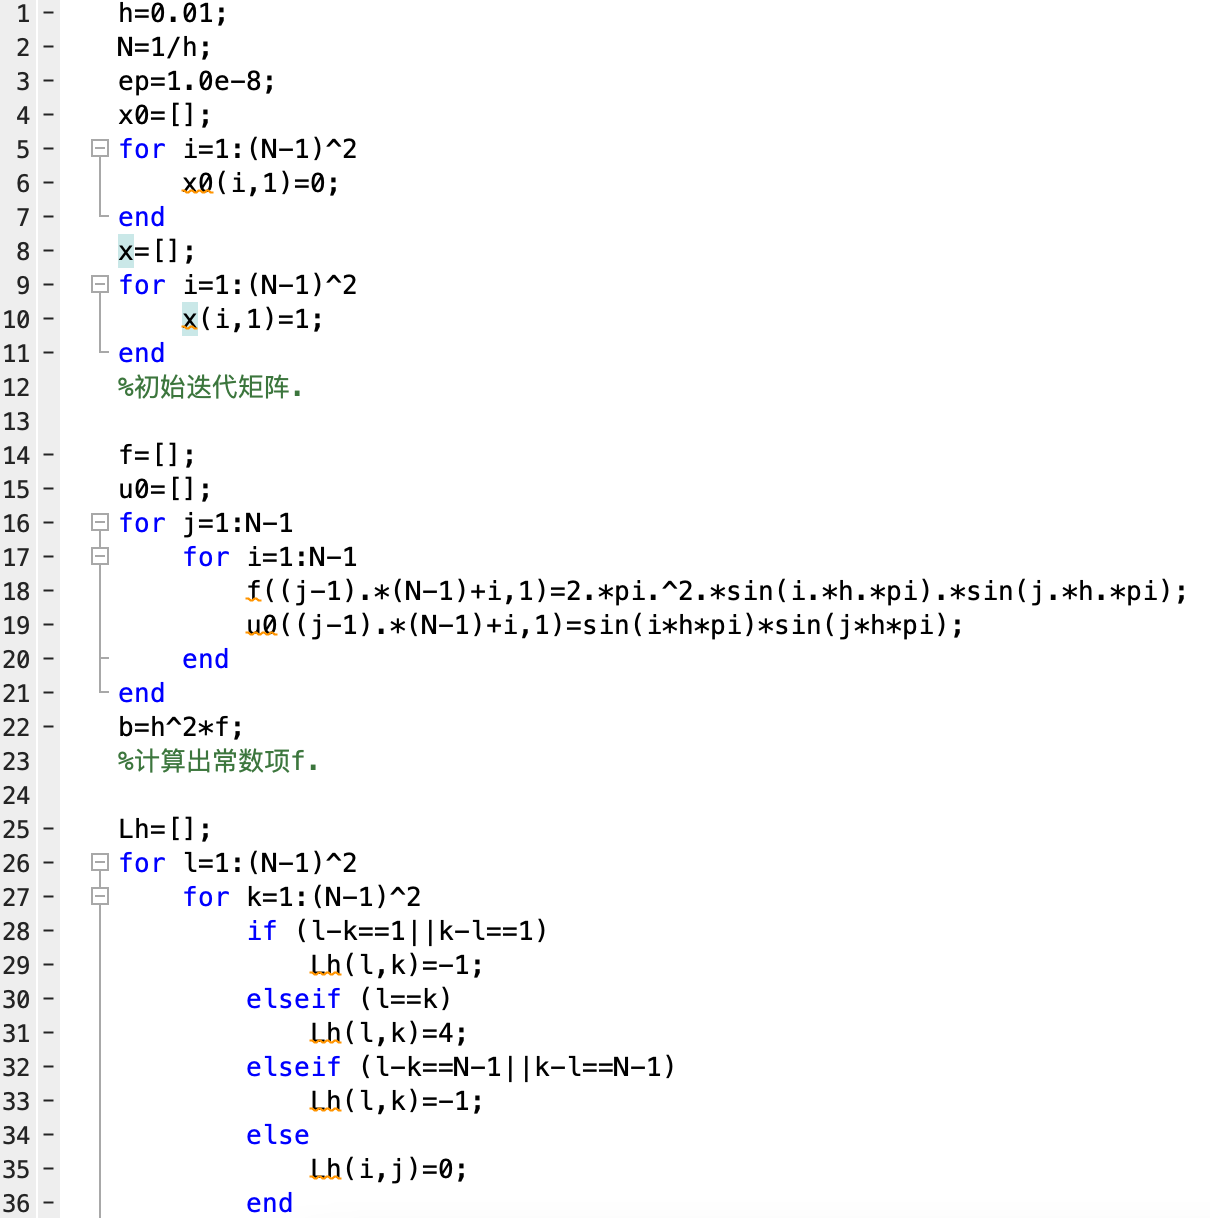 1 - h=0.01;
2 - N=1/h;
3 - ep=1.0e-8;
4 - x0=[];
5 - for i=1:(N-1)^2
6 - x0(i,1)=0;
7 - end
8 - x=[];
9 - for i=1:(N-1)^2
10 - x(i,1)=1;
11 - end
12 %初始迭代矩阵.
13
14 - f=[];
15 - u0=[];
16 - for j=1:N-1
17 - for i=1:N-1
18 - f((j-1).*(N-1)+i,1)=2.*pi.^2.*sin(i.*h.*pi).*sin(j.*h.*pi);
19 - u0((j-1).*(N-1)+i,1)=sin(i*h*pi)*sin(j*h*pi);
20 - end
21 - end
22 - b=h^2*f;
23 %计算出常数项f.
24
25 - Lh=[];
26 - for l=1:(N-1)^2
27 - for k=1:(N-1)^2
28 - if (l-k==1||k-l==1)
29 - Lh(l,k)=-1;
30 - elseif (l==k)
31 - Lh(l,k)=4;
32 - elseif (l-k==N-1||k-l==N-1)
33 - Lh(l,k)=-1;
34 - else
35 - Lh(i,j)=0;
36 - end